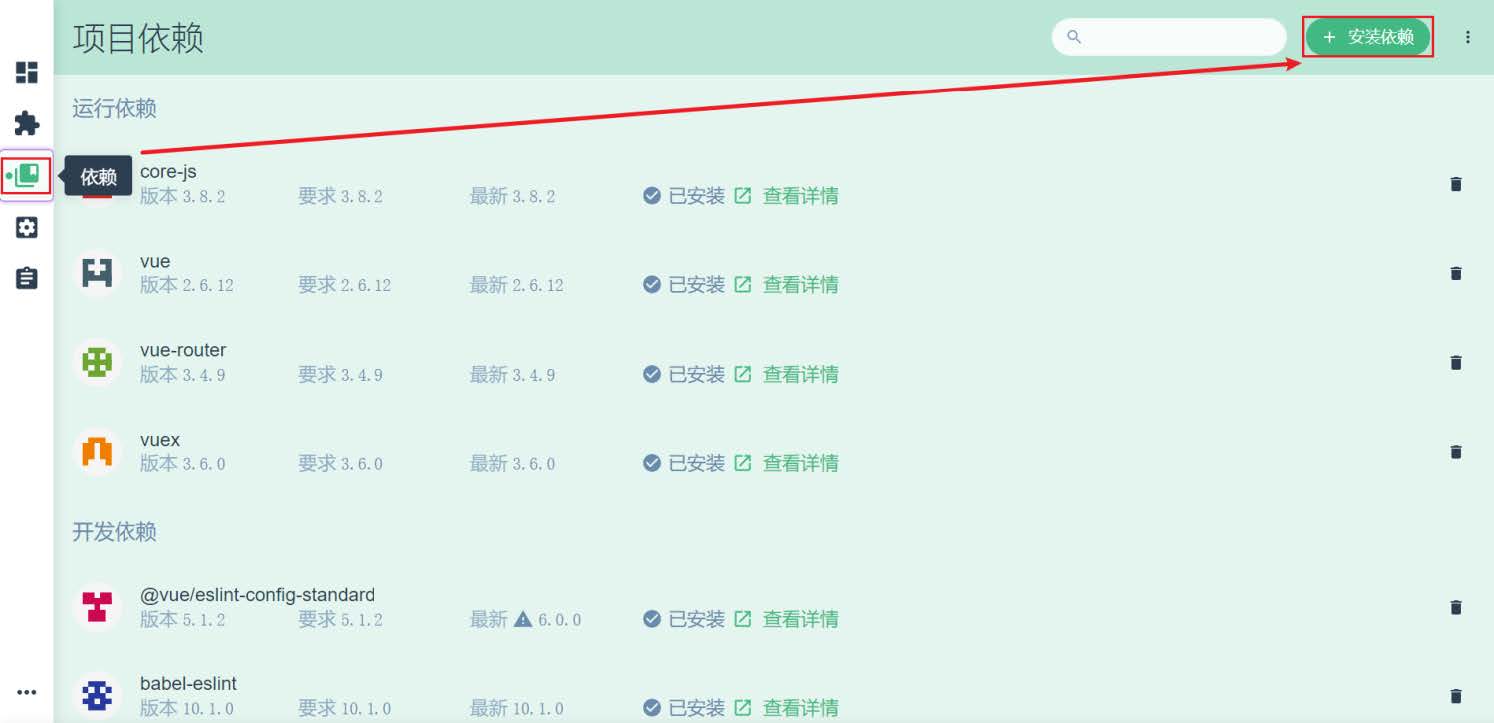 项目依赖
+ 安装依赖
运行依赖
依赖
core-js
版本 3.8.2 要求 3.8.2 最新 3.8.2 已安装 查看详情
vue
版本 2.6.12 要求 2.6.12 最新 2.6.12 已安装 查看详情
vue-router
版本 3.4.9 要求 3.4.9 最新 3.4.9 已安装 查看详情
vuex
版本 3.6.0 要求 3.6.0 最新 3.6.0 已安装 查看详情
开发依赖
@vue/eslint-config-standard
版本 5.1.2 要求 5.1.2 最新 6.0.0 已安装 查看详情
babel-eslint
版本 10.1.0 要求 10.1.0 最新 10.1.0 已安装 查看详情